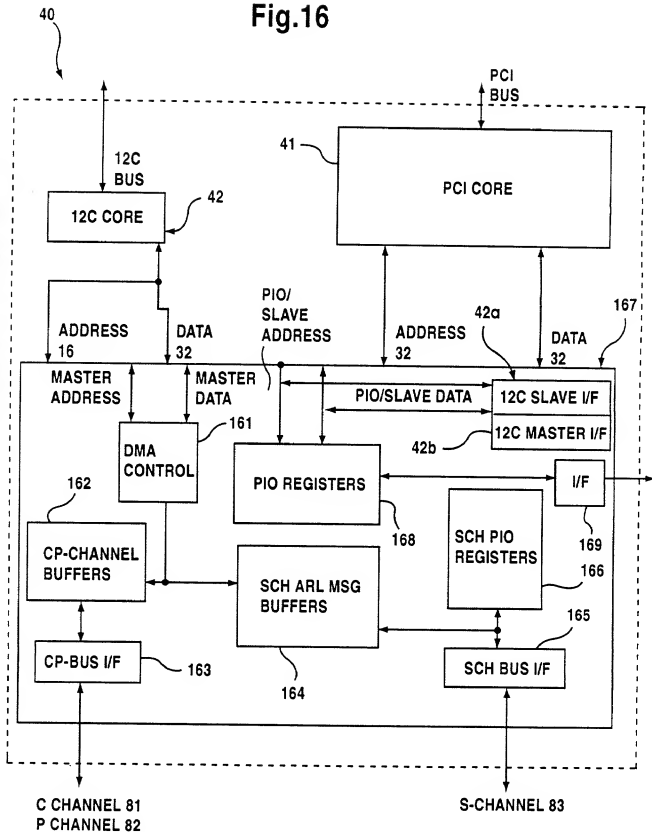 Fig.16
40
PCI
BUS
12C
BUS
41
PCI CORE
12C CORE
42
PIO/
SLAVE
ADDRESS
ADDRESS
16
DATA
32
ADDRESS
32
42a
DATA
32
167
MASTER
ADDRESS
MASTER
DATA
PIO/SLAVE DATA
12C SLAVE I/F
12C MASTER I/F
42b
161
DMA
CONTROL
PIO REGISTERS
168
I/F
169
162
CP-CHANNEL
BUFFERS
SCH PIO
REGISTERS
166
SCH ARL MSG
BUFFERS
164
165
CP-BUS I/F
163
SCH BUS I/F
C CHANNEL 81
P CHANNEL 82
S-CHANNEL 83